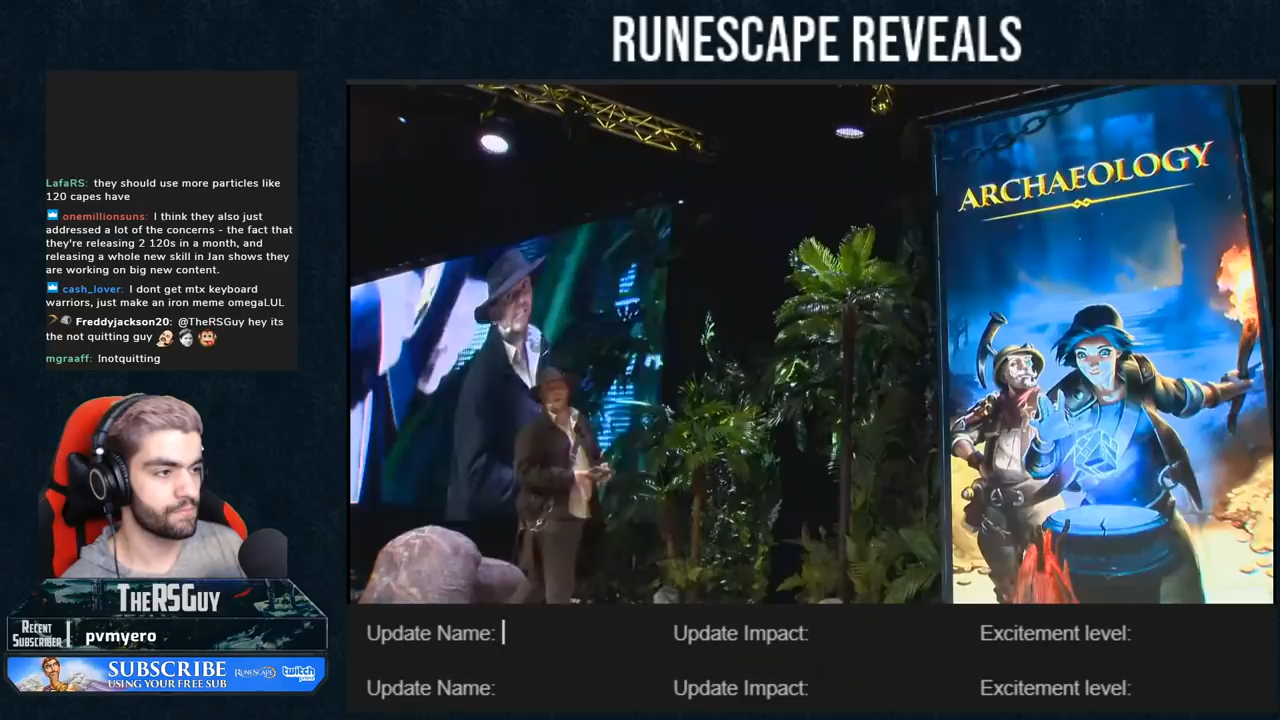 RUNESCAPE REVEALS
LafaRS: they should use more particles like
120 capes have
onemillionsuns: I think they also just
addressed a lot of the concerns - the fact that
they're releasing 2 120s in a month, and
releasing a whole new skill in Jan shows they
are working on big new content.
cash_lover: I dont get mtx keyboard
warriors, just make an iron meme omegaLUL
Freddyjackson20: @TheRSGuy hey its
the not quitting guy
mgraaff: !notquitting
ARCHAEOLOGY
THERSGUY
RECENT
SUBSCRIBER
pvmyero
SUBSCRIBE
USING YOUR FREE SUB
RUNESCAPE
twitch
prime
Update Name:
Update Impact:
Excitement level:
Update Name:
Update Impact:
Excitement level: